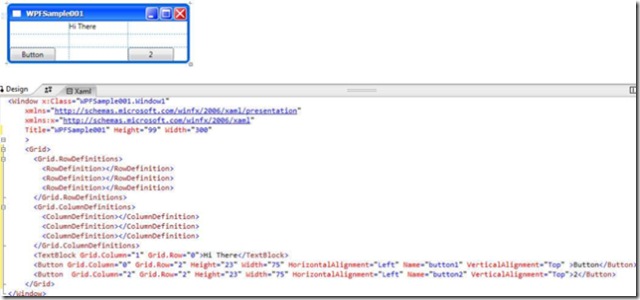 WPFSample001
Hi There
Button
2
Design
Xaml
<Window x:Class="WPFSample001.Window1"
xmlns="http://schemas.microsoft.com/winfx/2006/xaml/presentation"
xmlns:x="http://schemas.microsoft.com/winfx/2006/xaml"
Title="WPFSample001" Height="99" Width="300"
>
<Grid>
<Grid.RowDefinitions>
<RowDefinition></RowDefinition>
<RowDefinition></RowDefinition>
<RowDefinition></RowDefinition>
</Grid.RowDefinitions>
<Grid.ColumnDefinitions>
<ColumnDefinition></ColumnDefinition>
<ColumnDefinition></ColumnDefinition>
<ColumnDefinition></ColumnDefinition>
</Grid.ColumnDefinitions>
<TextBlock Grid.Column="1" Grid.Row="0">Hi There</TextBlock>
<Button Grid.Column="0" Grid.Row="2" Height="23" Width="75" HorizontalAlignment="Left" Name="button1" VerticalAlignment="Top" >Button</Button>
<Button Grid.Column="2" Grid.Row="2" Height="23" Width="75" HorizontalAlignment="Left" Name="button2" VerticalAlignment="Top">2</Button>
</Grid>
</Window>